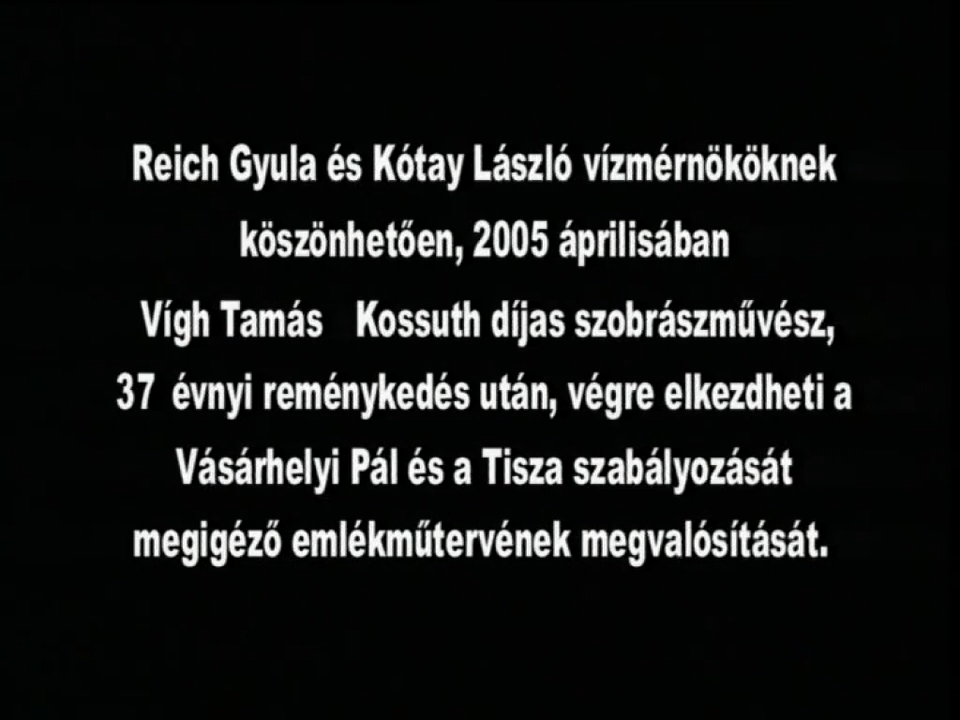 Reich Gyula és Kótay László vízmérnököknek
köszönhetően, 2005 áprilisában
Vígh Tamás Kossuth díjas szobrászművész,
37 évnyi reménykedés után, végre elkezdheti a
Vásárhelyi Pál és a Tisza szabályozását
megigéző emlékműtervének megvalósítását.